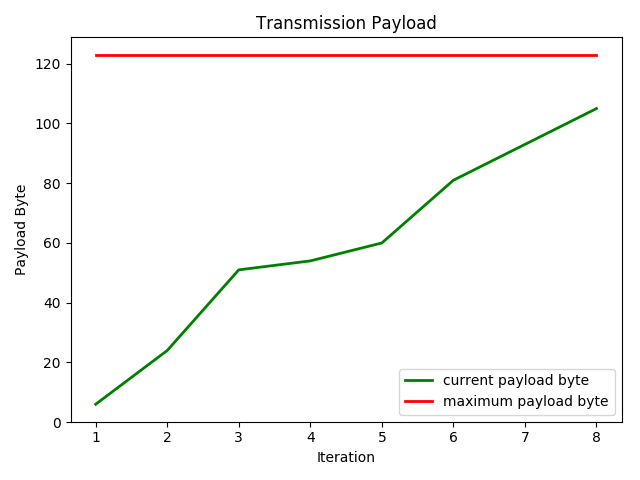 Transmission Payload
Payload Byte
120
100
80
60
40
20
0
1 2 3 4 5 6 7 8
Iteration
current payload byte
maximum payload byte